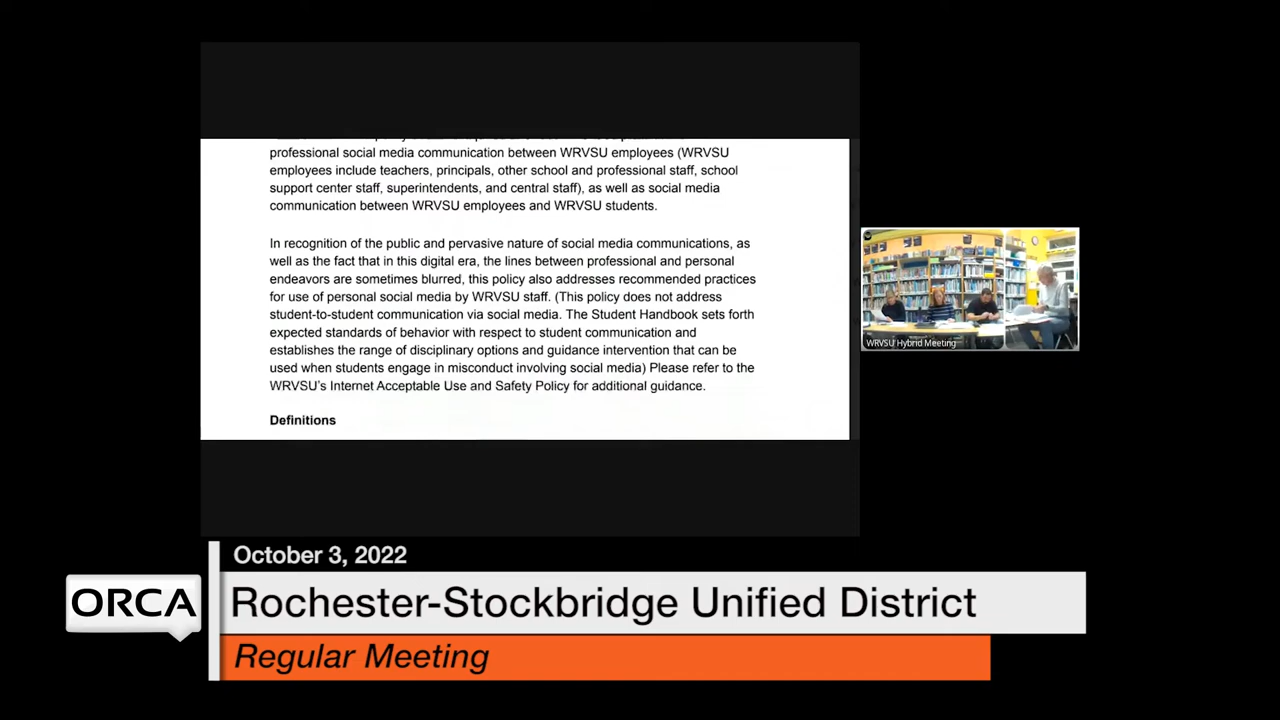 professional social media communication between WRVSU employees (WRVSU
employees include teachers, principals, other school and professional staff, school
support center staff, superintendents, and central staff), as well as social media
communication between WRVSU employees and WRVSU students.
In recognition of the public and pervasive nature of social media communications, as
well as the fact that in this digital era, the lines between professional and personal
endeavors are sometimes blurred, this policy also addresses recommended practices
for use of personal social media by WRVSU staff. (This policy does not address
student-to-student communication via social media. The Student Handbook sets forth
expected standards of behavior with respect to student communication and
establishes the range of disciplinary options and guidance intervention that can be
used when students engage in misconduct involving social media) Please refer to the
WRVSU's Internet Acceptable Use and Safety Policy for additional guidance.
Definitions
WRVSU Hybrid Meeting
October 3, 2022
ORCA
Rochester-Stockbridge Unified District
Regular Meeting